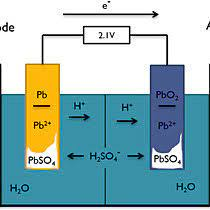 e⁻
ode
A
2.1V
Pb
Pb²⁺
PbSO₄
H⁺
H⁺
H₂SO₄⁻
PbO₂
Pb²⁺
PbSO₄
H₂O
H₂O